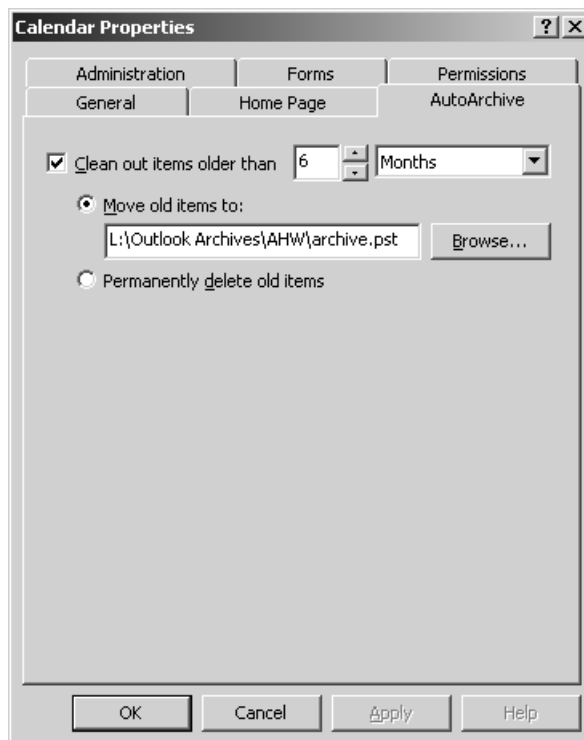 Calendar Properties
Administration Forms Permissions
General Home Page AutoArchive
Clean out items older than 6 Months
Move old items to:
L:\Outlook Archives\AHW\archive.pst Browse...
Permanently delete old items
OK Cancel Apply Help